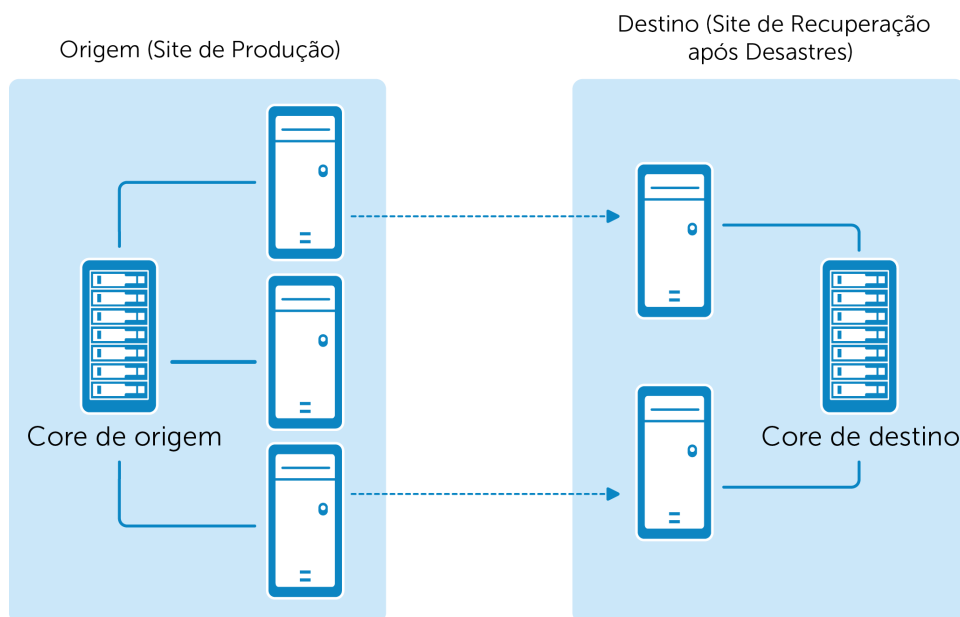 Origem (Site de Produção)
Destino (Site de Recuperação
após Desastres)
Core de origem
Core de destino